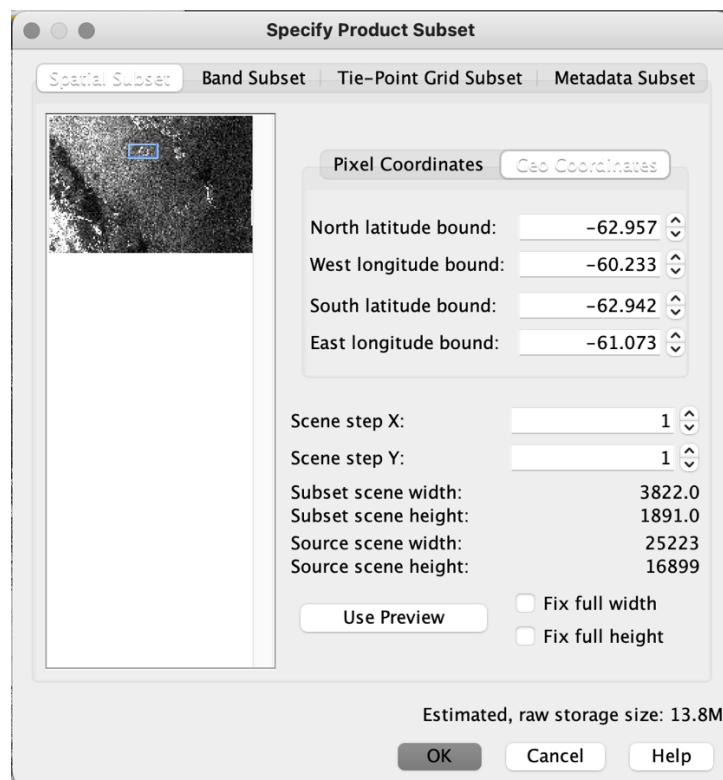 Specify Product Subset
Spatial Subset Band Subset Tie-Point Grid Subset Metadata Subset
Pixel Coordinates Geo Coordinates
North latitude bound: -62.957
West longitude bound: -60.233
South latitude bound: -62.942
East longitude bound: -61.073
Scene step X: 1
Scene step Y: 1
Subset scene width: 3822.0
Subset scene height: 1891.0
Source scene width: 25223
Source scene height: 16899
Use Preview Fix full width
Fix full height
Estimated, raw storage size: 13.8M
OK Cancel Help